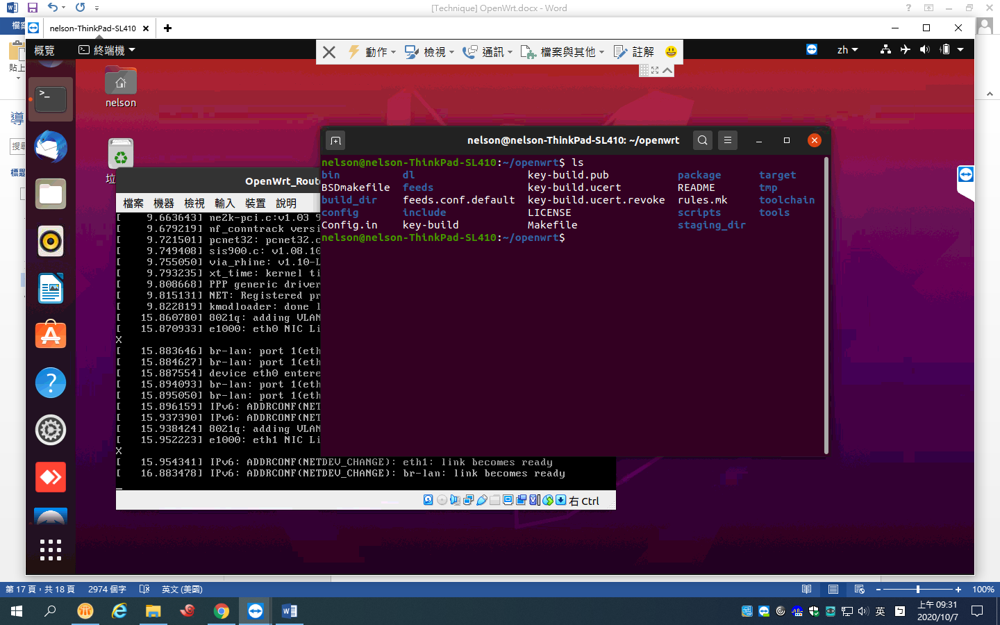 [Technique] OpenWrt.docx - Word
檔案
nelson-ThinkPad-SL410
概覽
終端機
動作
檢視
通訊
檔案與其他
註解
zh
貼上
nelson
nelson@nelson-ThinkPad-SL410: ~/openwrt
nelson@nelson-ThinkPad-SL410:~/openwrt$ ls
bin dl key-build.pub package target
BSDmakefile feeds key-build.ucert README tmp
build_dir feeds.conf.default key-build.ucert.revoke rules.mk toolchain
config include LICENSE scripts tools
Config.in key-build Makefile staging_dir
nelson@nelson-ThinkPad-SL410:~/openwrt$
OpenWrt_Route
檔案 機器 檢視 輸入 裝置 說明
[ 9.663643] ne2k-pci.c:v1.03 9
[ 9.679219] nf_conntrack versi
[ 9.721501] pcnet32: pcnet32.c
[ 9.749408] sis900.c: v1.08.10
[ 9.755050] via_rhine: v1.10-L
[ 9.793235] xt_time: kernel ti
[ 9.808668] PPP generic driver
[ 9.815131] NET: Registered pr
[ 9.822819] kmodloader: done l
[ 15.860780] 8021q: adding VLAN
[ 15.870933] e1000: eth0 NIC Li
X
[ 15.883646] br-lan: port 1(eth
[ 15.884627] br-lan: port 1(eth
[ 15.887554] device eth0 entere
[ 15.894093] br-lan: port 1(eth
[ 15.895050] br-lan: port 1(eth
[ 15.896159] IPv6: ADDRCONF(NET
[ 15.937390] IPv6: ADDRCONF(NET
[ 15.938424] 8021q: adding VLAN
[ 15.952223] e1000: eth1 NIC Li
X
[ 15.954341] IPv6: ADDRCONF(NETDEV_CHANGE): eth1: link becomes ready
[ 16.883478] IPv6: ADDRCONF(NETDEV_CHANGE): br-lan: link becomes ready
右 Ctrl
第 17 頁，共 18 頁 2974 個字 英文 (美國) 100%
英
上午 09:31
2020/10/7